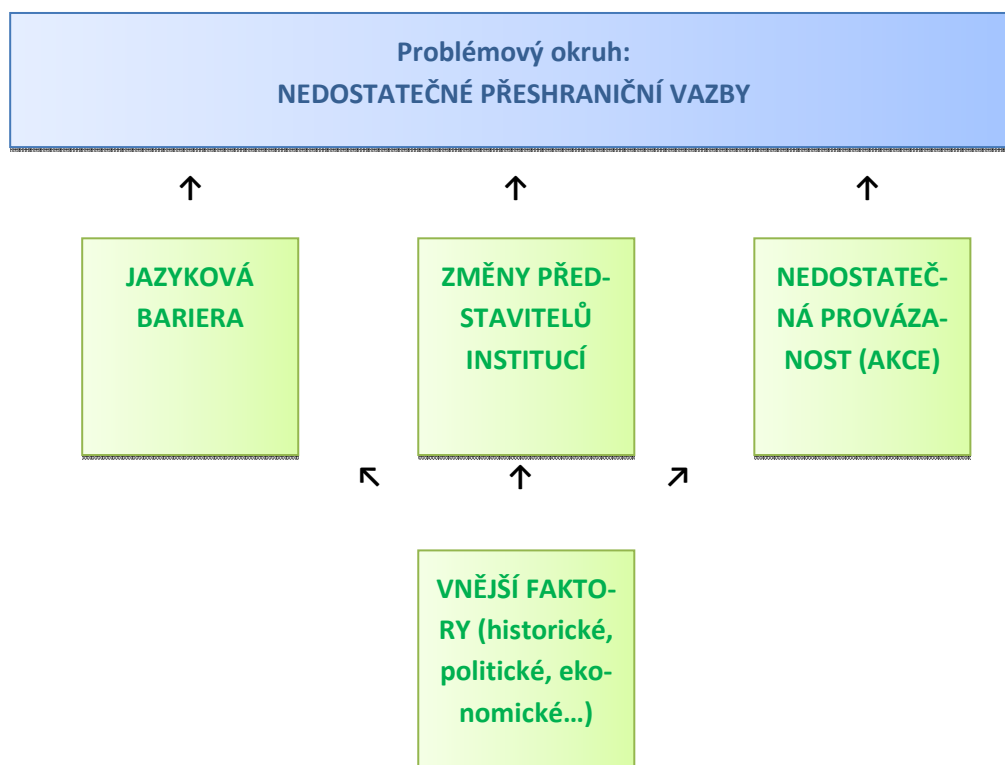 Problémový okruh:
NEDOSTATEČNÉ PŘESHRANIČNÍ VAZBY
JAZYKOVÁ
BARIERA
ZMĚNY PŘED-
STAVITELŮ
INSTITUCÍ
NEDOSTATEČ-
NÁ PROVÁZA-
NOST (AKCE)
VNĚJŠÍ FAKTO-
RY (historické,
politické, eko-
nomické…)